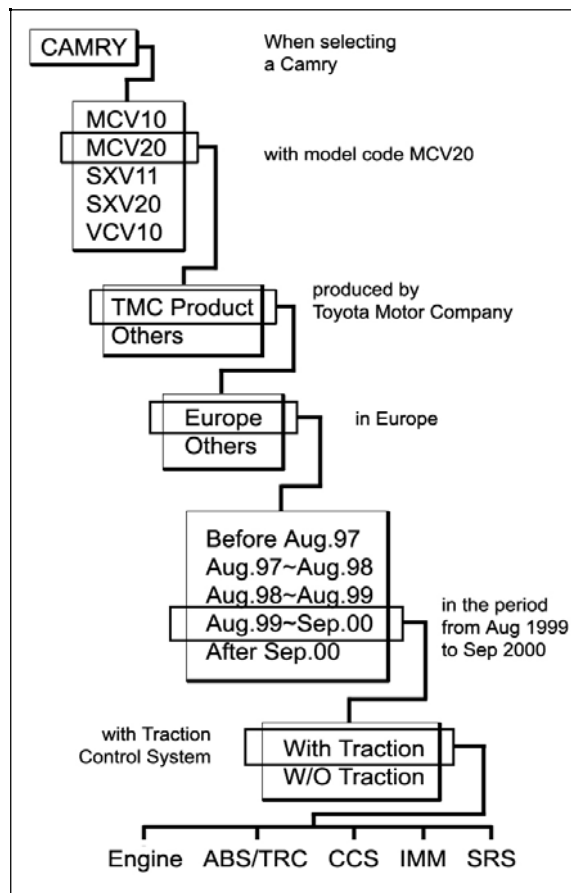 CAMRY
When selecting
a Camry
MCV10
MCV20
SXV11
SXV20
VCV10
with model code MCV20
TMC Product
Others
produced by
Toyota Motor Company
Europe
Others
in Europe
Before Aug.97
Aug.97~Aug.98
Aug.98~Aug.99
Aug.99~Sep.00
After Sep.00
in the period
from Aug 1999
to Sep 2000
with Traction
Control System
With Traction
W/O Traction
Engine ABS/TRC CCS IMM SRS